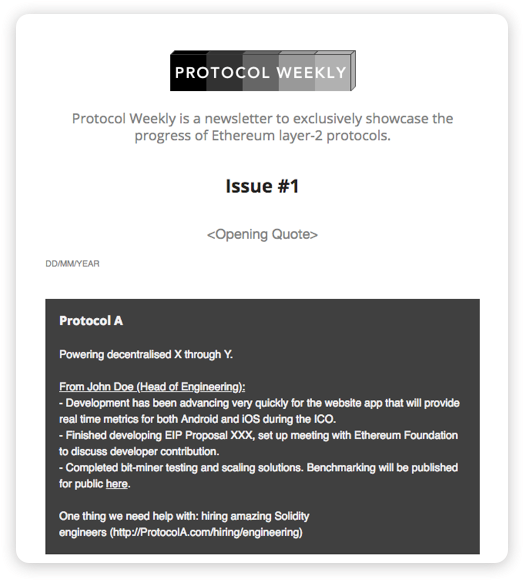 PROTOCOL WEEKLY
Protocol Weekly is a newsletter to exclusively showcase the
progress of Ethereum layer-2 protocols.
Issue #1
<Opening Quote>
DD/MM/YEAR
Protocol A
Powering decentralised X through Y.
From John Doe (Head of Engineering):
- Development has been advancing very quickly for the website app that will provide
real time metrics for both Android and iOS during the ICO.
- Finished developing EIP Proposal XXX, set up meeting with Ethereum Foundation
to discuss developer contribution.
- Completed bit-miner testing and scaling solutions. Benchmarking will be published
for public here.
One thing we need help with: hiring amazing Solidity
engineers (http://ProtocolA.com/hiring/engineering)